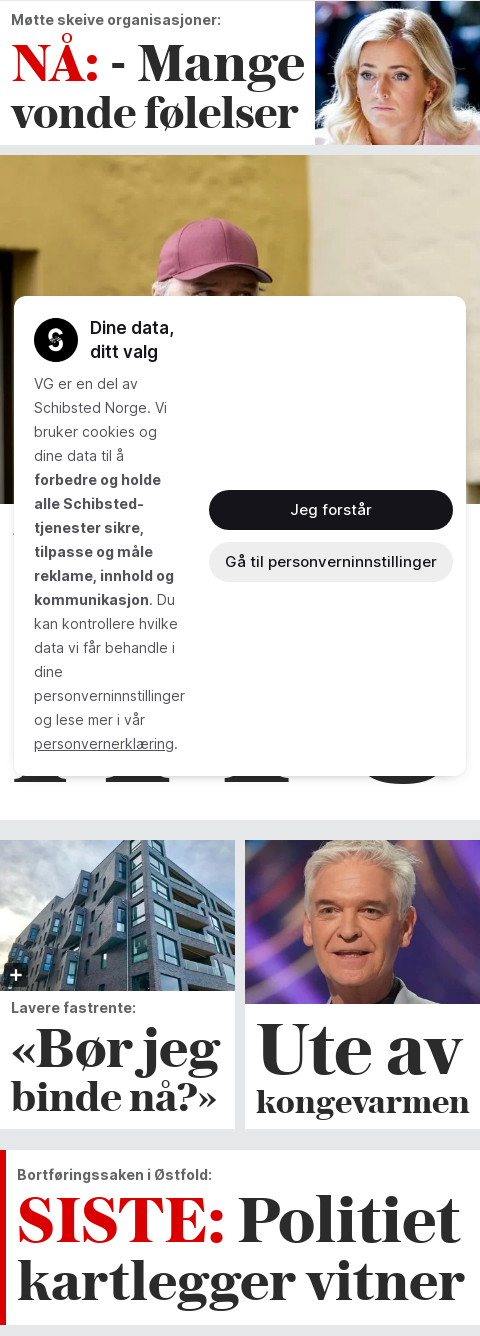 Møtte skeive organisasjoner:
NÅ: - Mange
vonde følelser
Dine data,
ditt valg
VG er en del av
Schibsted Norge. Vi
bruker cookies og
dine data til å
forbedre og holde
alle Schibsted-
tjenester sikre,
tilpasse og måle
reklame, innhold og
kommunikasjon. Du
kan kontrollere hvilke
data vi får behandle i
dine
personverninnstillinger
og lese mer i vår
personvernerklæring.
Jeg forstår
Gå til personverninnstillinger
Lavere fastrente:
«Bør jeg
binde nå?»
Ute av
kongevarmen
Bortføringssaken i Østfold:
SISTE: Politiet
kartlegger vitner